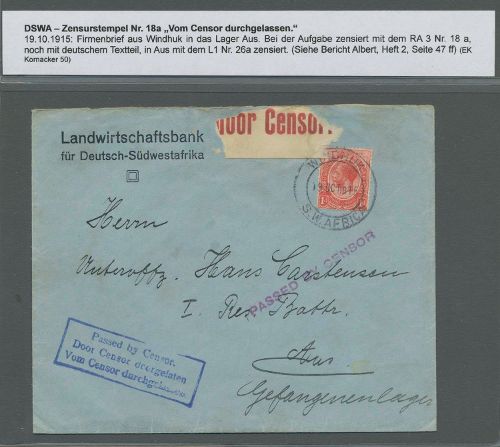 DSWA – Zensurstempel Nr. 18a „Vom Censor durchgelassen."
19.10.1915: Firmenbrief aus Windhuk in das Lager Aus. Bei der Aufgabe zensiert mit dem RA 3 Nr. 18 a,
noch mit deutschem Textteil, in Aus mit dem L1 Nr. 26a zensiert. (Siehe Bericht Albert, Heft 2, Seite 47 ff) (EK
Kornacker 50)
Door Censor.
Landwirtschaftsbank
für Deutsch-Südwestafrika
WINDHUK
S.W.AFRICA
Herrn
Unteroffz. Hans Carstensen
PASSED CENSOR
I. Res. Battr.
Aus
Gefangenenlager
Passed by Censor.
Door Censor doorgelaten
Vom Censor durchgelassen